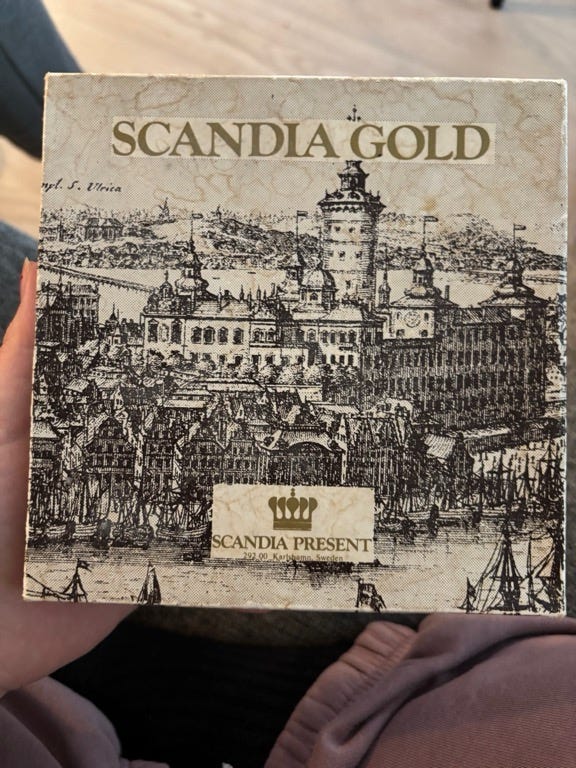 SCANDIA GOLD
S. Ulrica
SCANDIA PRESENT
292 00 Karlshamn, Sweden